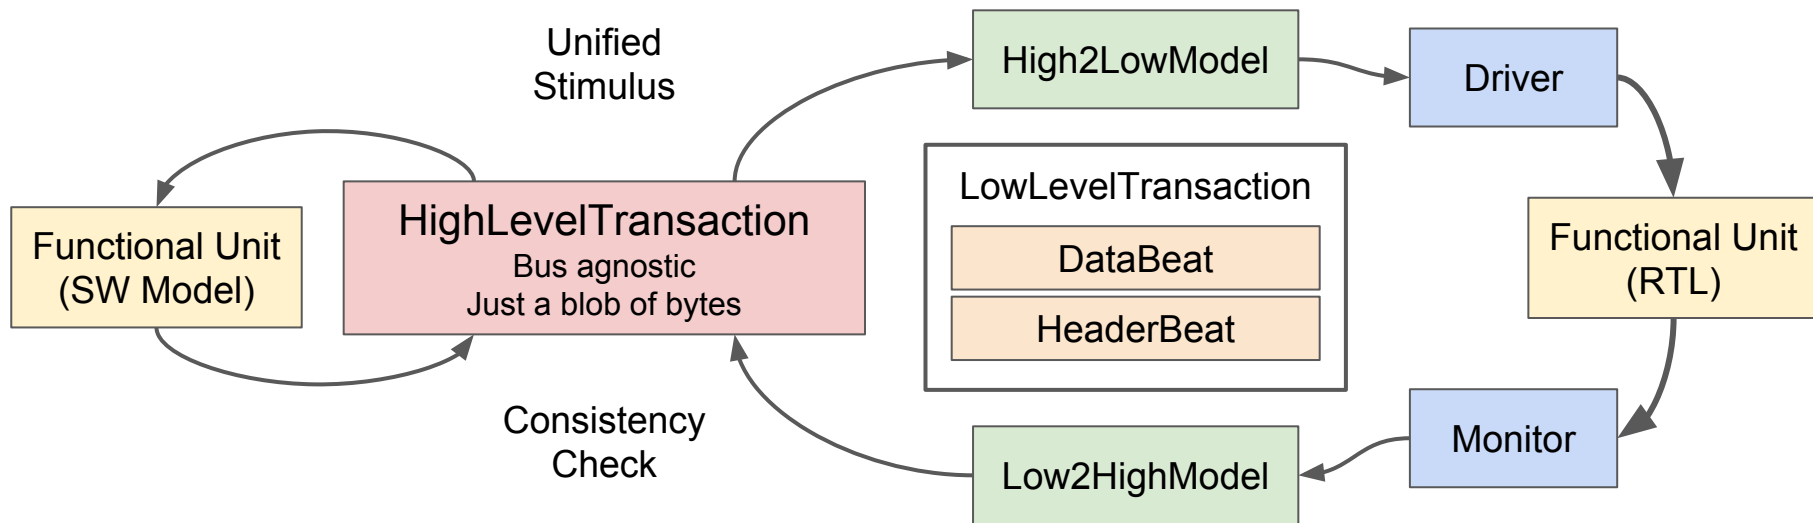 Unified
Stimulus
High2LowModel
Driver
HighLevelTransaction
Bus agnostic
Just a blob of bytes
Functional Unit
(SW Model)
LowLevelTransaction
DataBeat
HeaderBeat
Functional Unit
(RTL)
Consistency
Check
Low2HighModel
Monitor